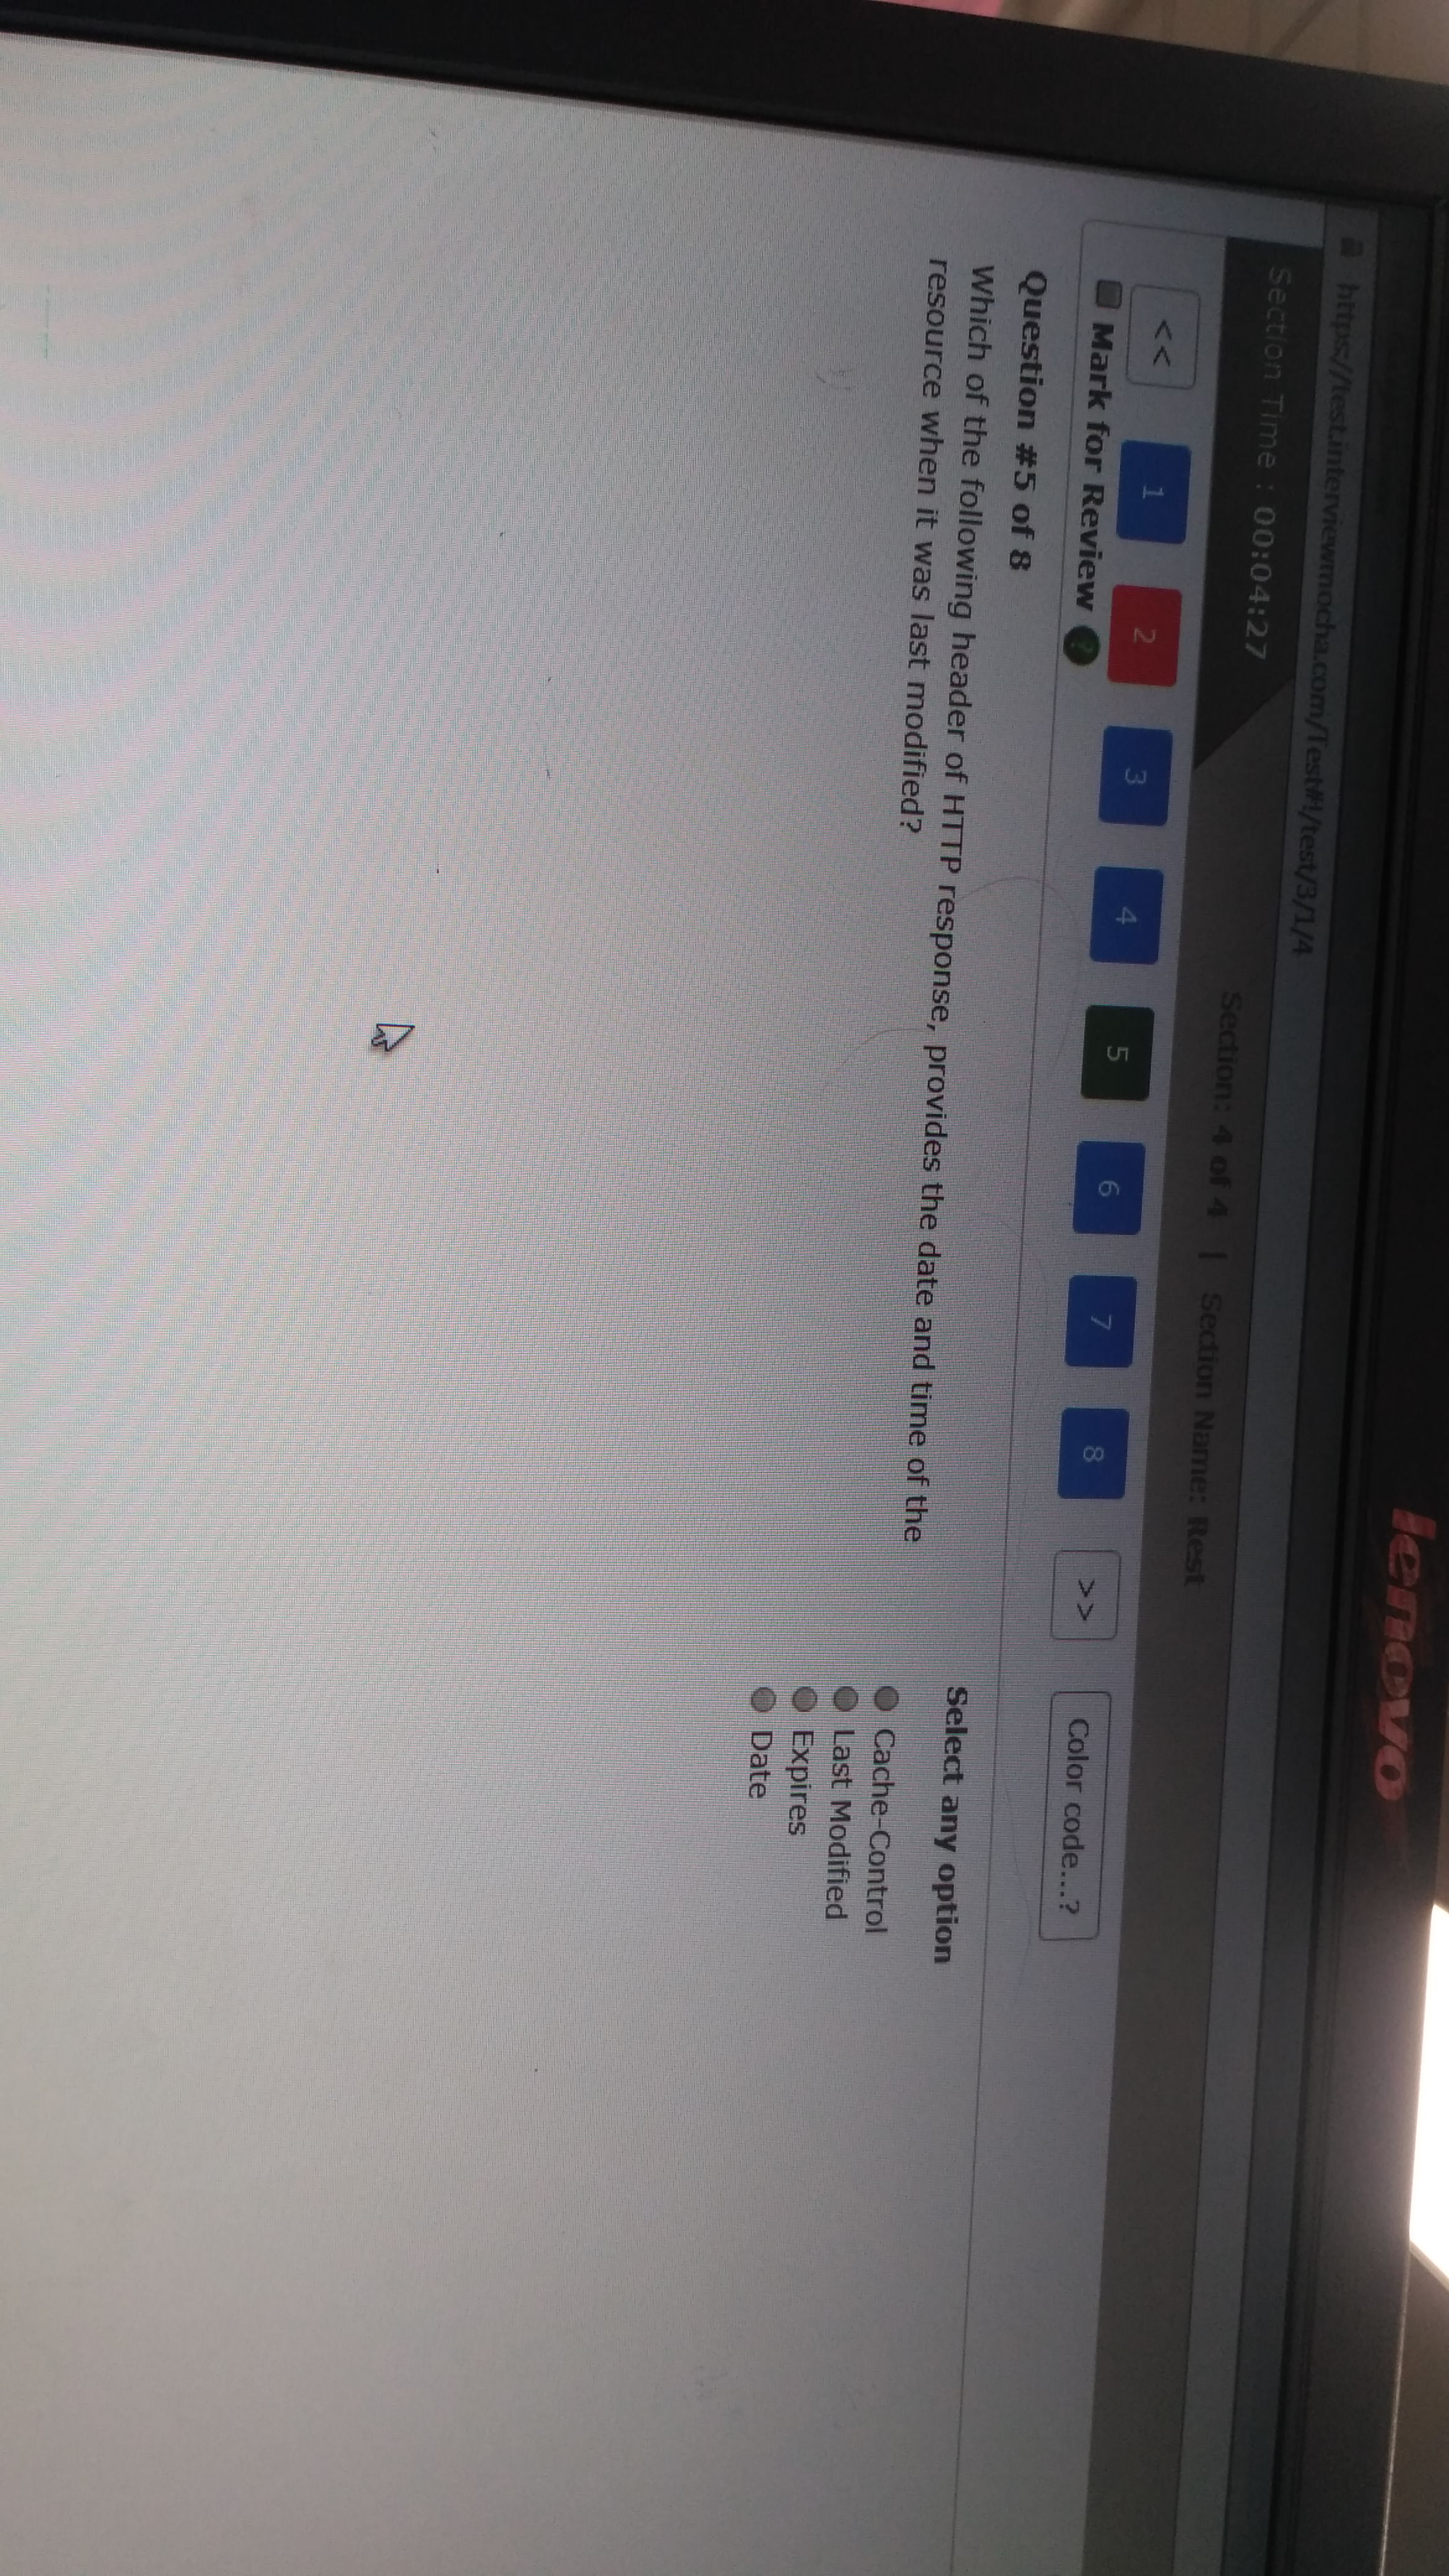 lenovo
https://test.interviewmocha.com/Test#!/test/3/1/4
Section Time : 00:04:27
Section: 4 of 4 | Section Name: Rest
<< 1 2 3 4 5 6 7 8 >> Color code...?
Mark for Review ?
Question #5 of 8
Which of the following header of HTTP response, provides the date and time of the
resource when it was last modified?
Select any option
Cache-Control
Last Modified
Expires
Date